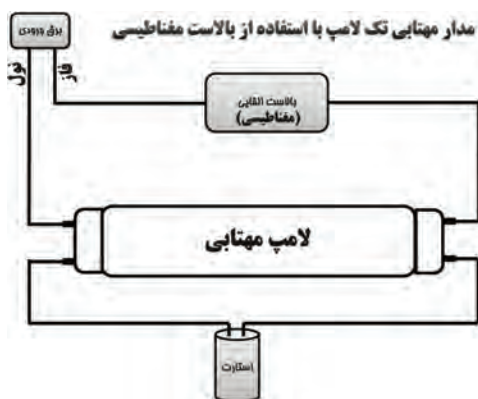 مدار مهتابی تک لامپ با استفاده از بالاست مغناطیسی
برق ورودی
نول
فاز
بالاست القایی
(مغناطیسی)
لامپ مهتابی
استارت